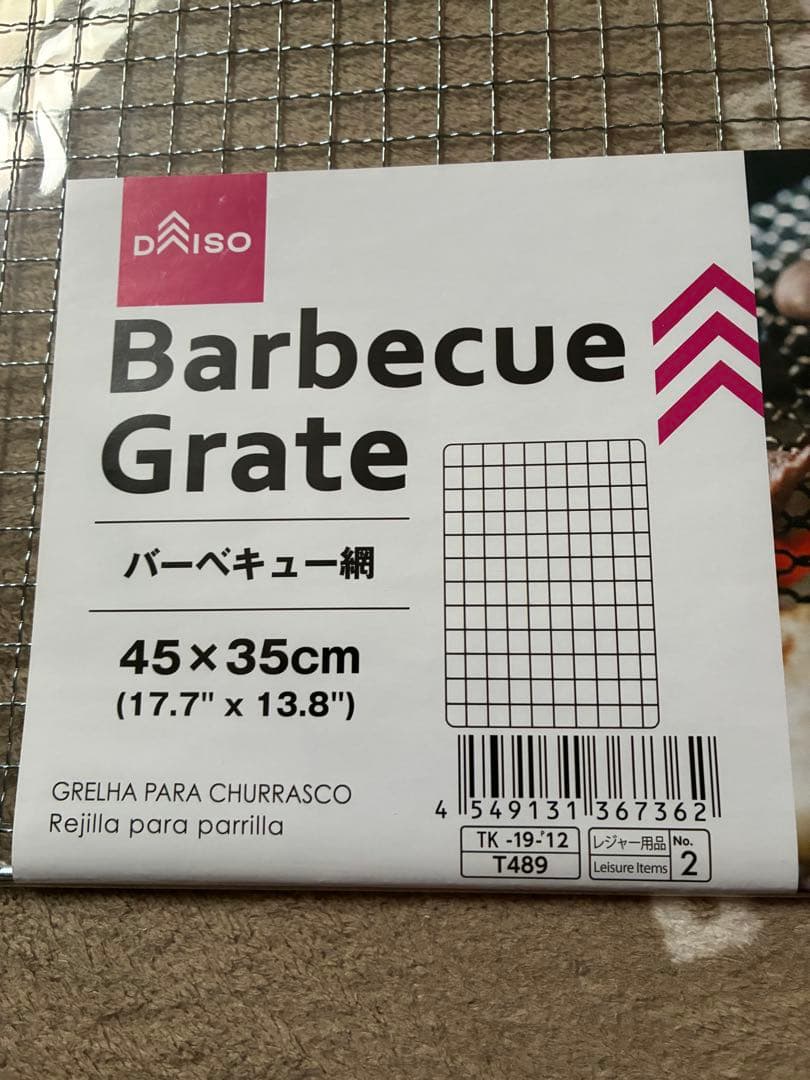 DAISO
Barbecue
Grate
バーベキュー網
45×35cm
(17.7" x 13.8")
GRELHA PARA CHURRASCO
Rejilla para parrilla
4 549131 367362
TK -19-'12
T489
レジャー用品
Leisure Items
No.
2